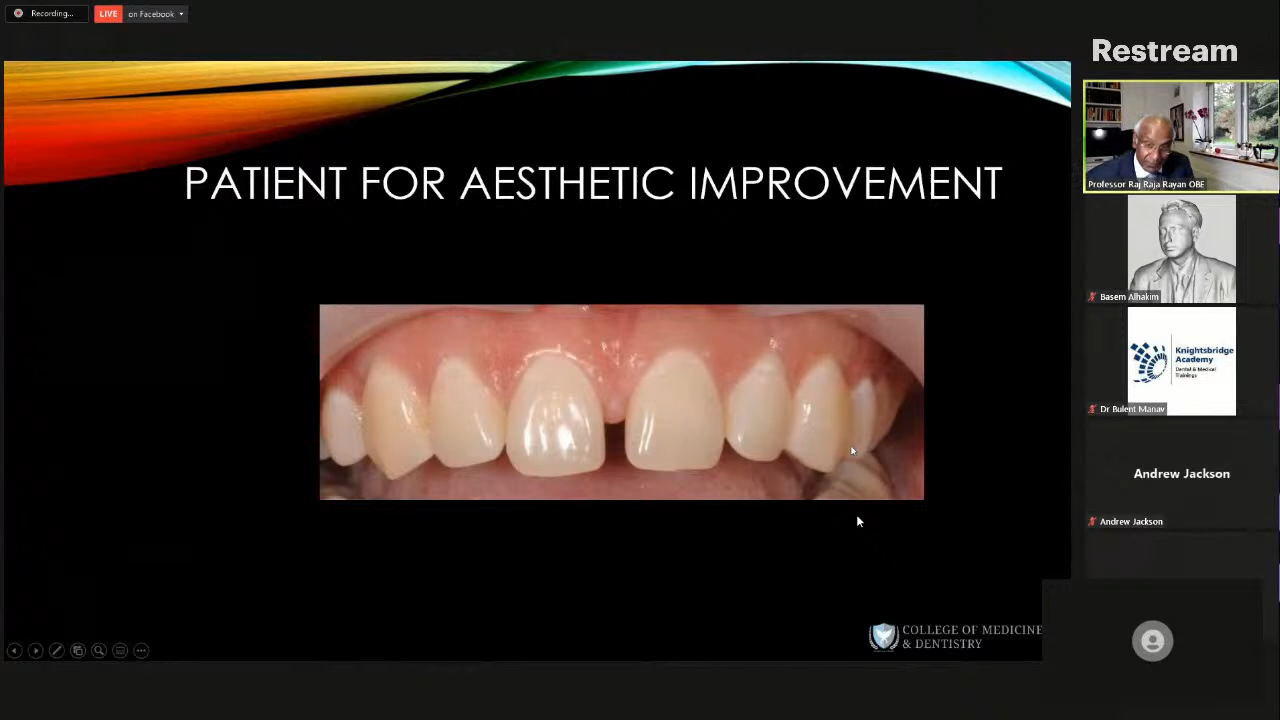 Recording...
LIVE on Facebook
Restream
PATIENT FOR AESTHETIC IMPROVEMENT
Professor Raj Raja Rayan OBE
Basem Alhakim
Knightsbridge
Academy
Dental & Medical
Trainings
Dr Bulent Manav
Andrew Jackson
Andrew Jackson
COLLEGE OF MEDICINE
& DENTISTRY